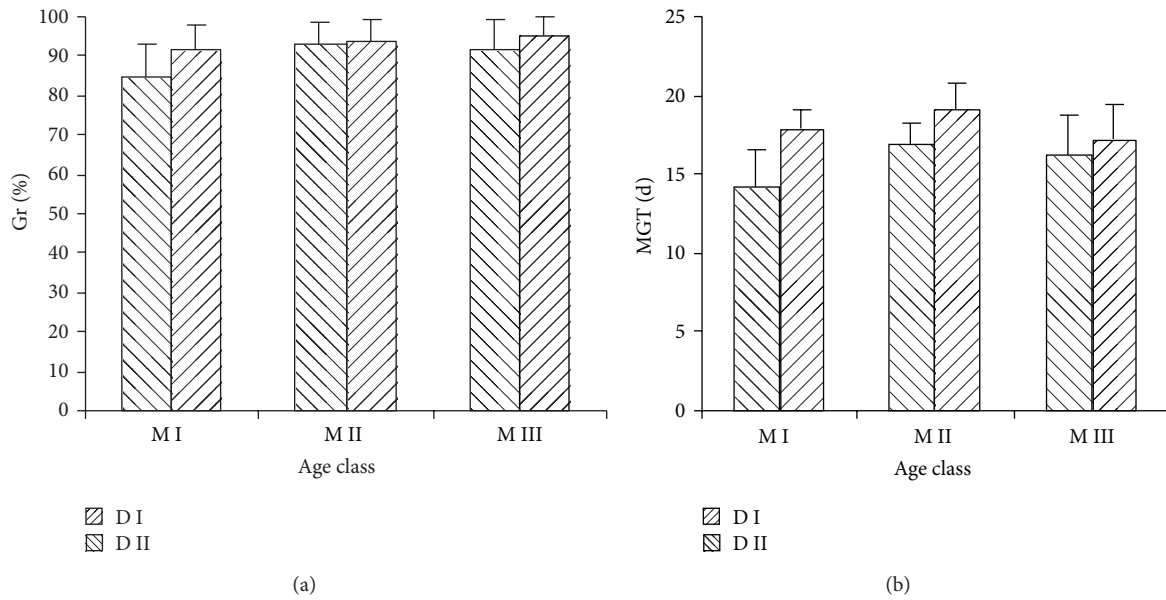 100
90
80
70
60
50
40
30
20
10
0
Gr (%)
M I M II M III
Age class
D I
D II
(a)
25
20
15
10
5
0
MGT (d)
M I M II M III
Age class
D I
D II
(b)